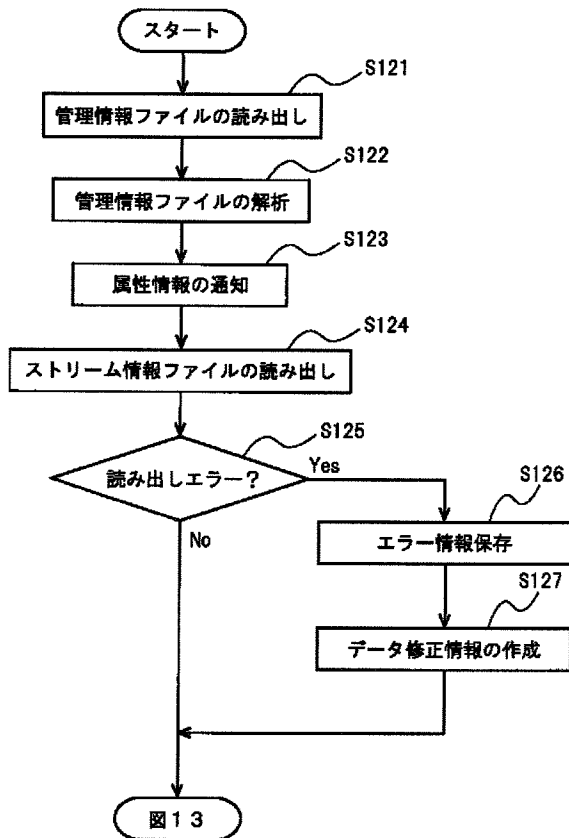 スタート
S121
管理情報ファイルの読み出し
S122
管理情報ファイルの解析
S123
属性情報の通知
S124
ストリーム情報ファイルの読み出し
S125
読み出しエラー?
Yes
No
S126
エラー情報保存
S127
データ修正情報の作成
図13